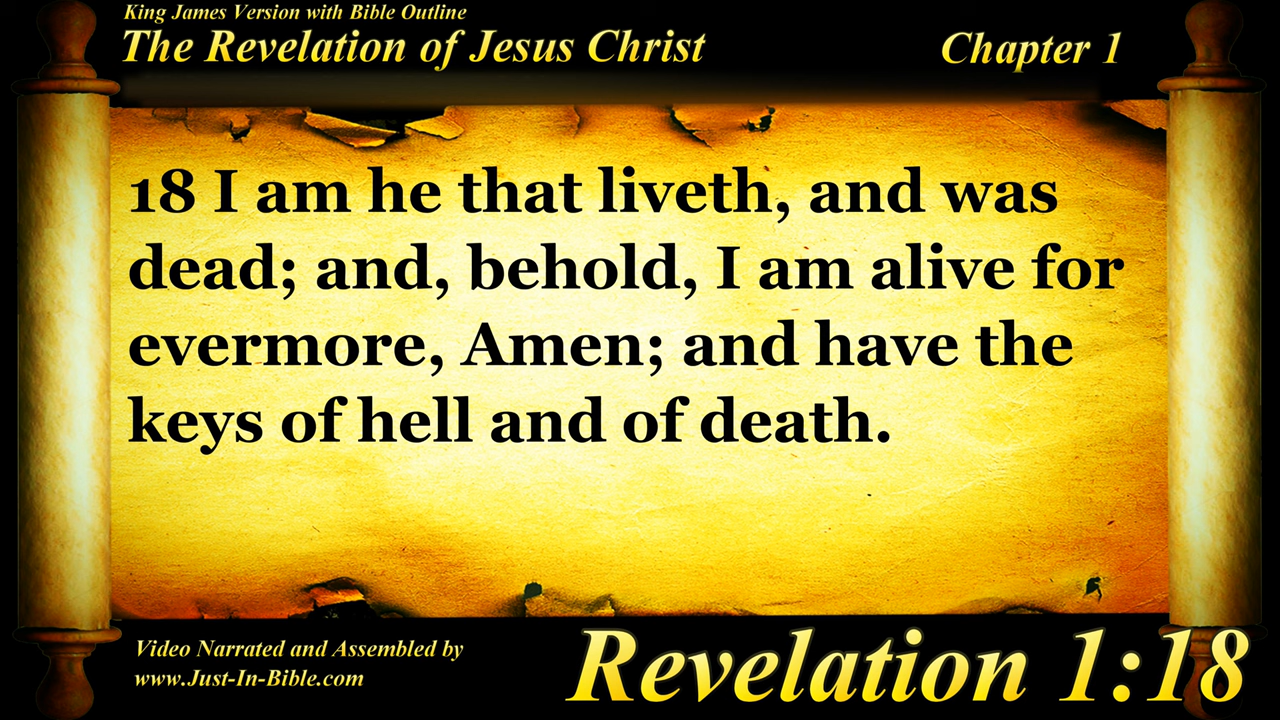 King James Version with Bible Outline
The Revelation of Jesus Christ
Chapter 1
18 I am he that liveth, and was
dead; and, behold, I am alive for
evermore, Amen; and have the
keys of hell and of death.
Video Narrated and Assembled by
www.Just-In-Bible.com
Revelation 1:18